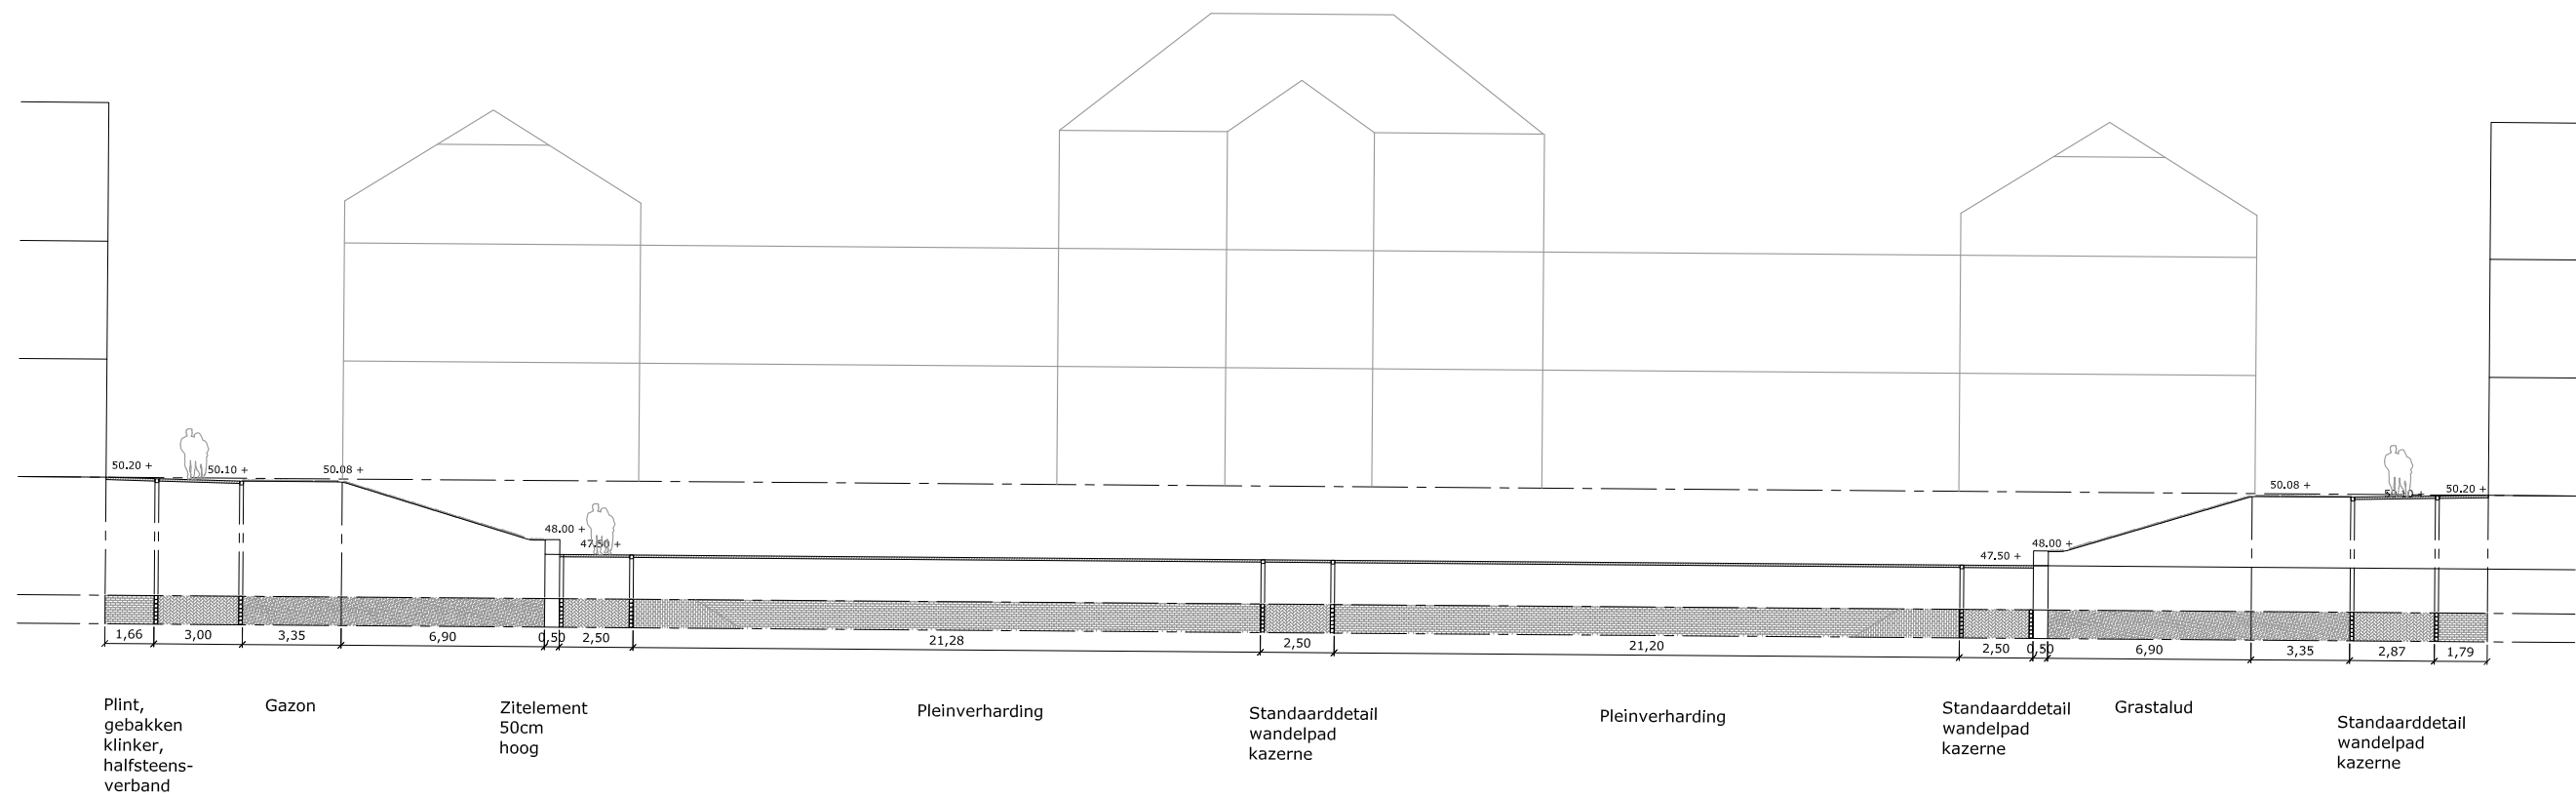 50.20 +
50.10 +
50.08 +
48.00 +
47.50 +
50.08 +
50.10 +
50.20 +
48.00 +
47.50 +
1,66
3,00
3,35
6,90
0,50
2,50
21,28
2,50
21,20
2,50
0,50
6,90
3,35
2,87
1,79
Plint,
gebakken
klinker,
halfsteens-
verband
Gazon
Zitelement
50cm
hoog
Pleinverharding
Standaarddetail
wandelpad
kazerne
Pleinverharding
Standaarddetail
wandelpad
kazerne
Grastalud
Standaarddetail
wandelpad
kazerne